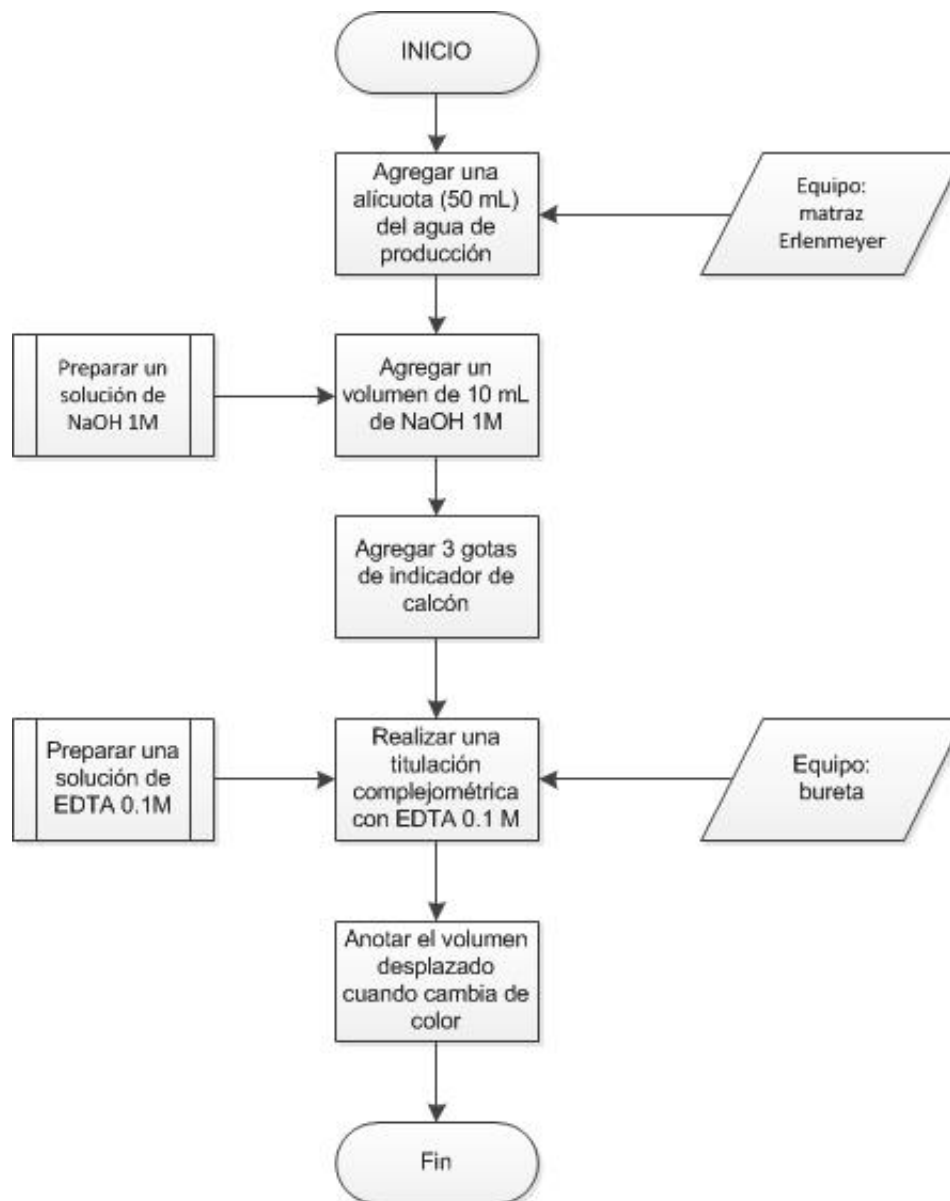 INICIO
Agregar una
alícuota (50 mL)
del agua de
producción
Equipo:
matraz
Erlenmeyer
Preparar un
solución de
NaOH 1M
Agregar un
volumen de 10 mL
de NaOH 1M
Agregar 3 gotas
de indicador de
calcón
Preparar una
solución de
EDTA 0.1M
Realizar una
titulación
complejométrica
con EDTA 0.1 M
Equipo:
bureta
Anotar el volumen
desplazado
cuando cambia de
color
Fin